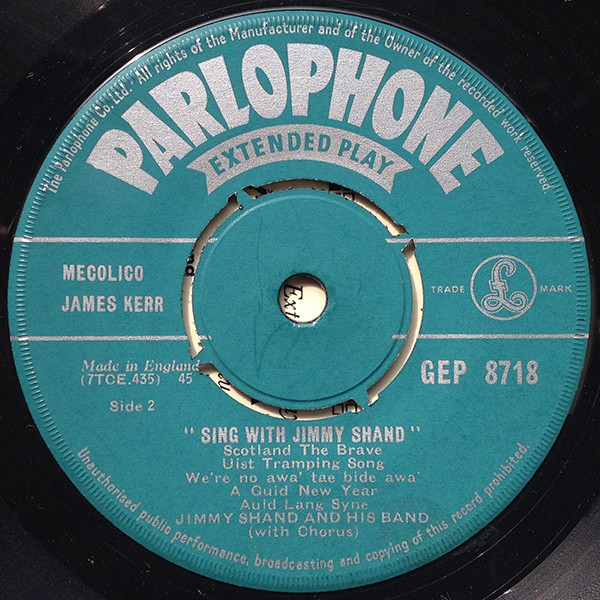 The Parlophone Co. Ltd. All rights of the Manufacturer and of the Owner of the recorded work reserved.
PARLOPHONE
EXTENDED PLAY
MECOLICO
JAMES KERR
TRADE £ MARK
Made in England
(7TCE.435) 45
GEP 8718
Side 2
Ext
"SING WITH JIMMY SHAND"
Scotland The Brave
Uist Tramping Song
We're no awa' tae bide awa'
A Guid New Year
Auld Lang Syne
JIMMY SHAND AND HIS BAND
(with Chorus)
Unauthorised public performance, broadcasting and copying of this record prohibited.